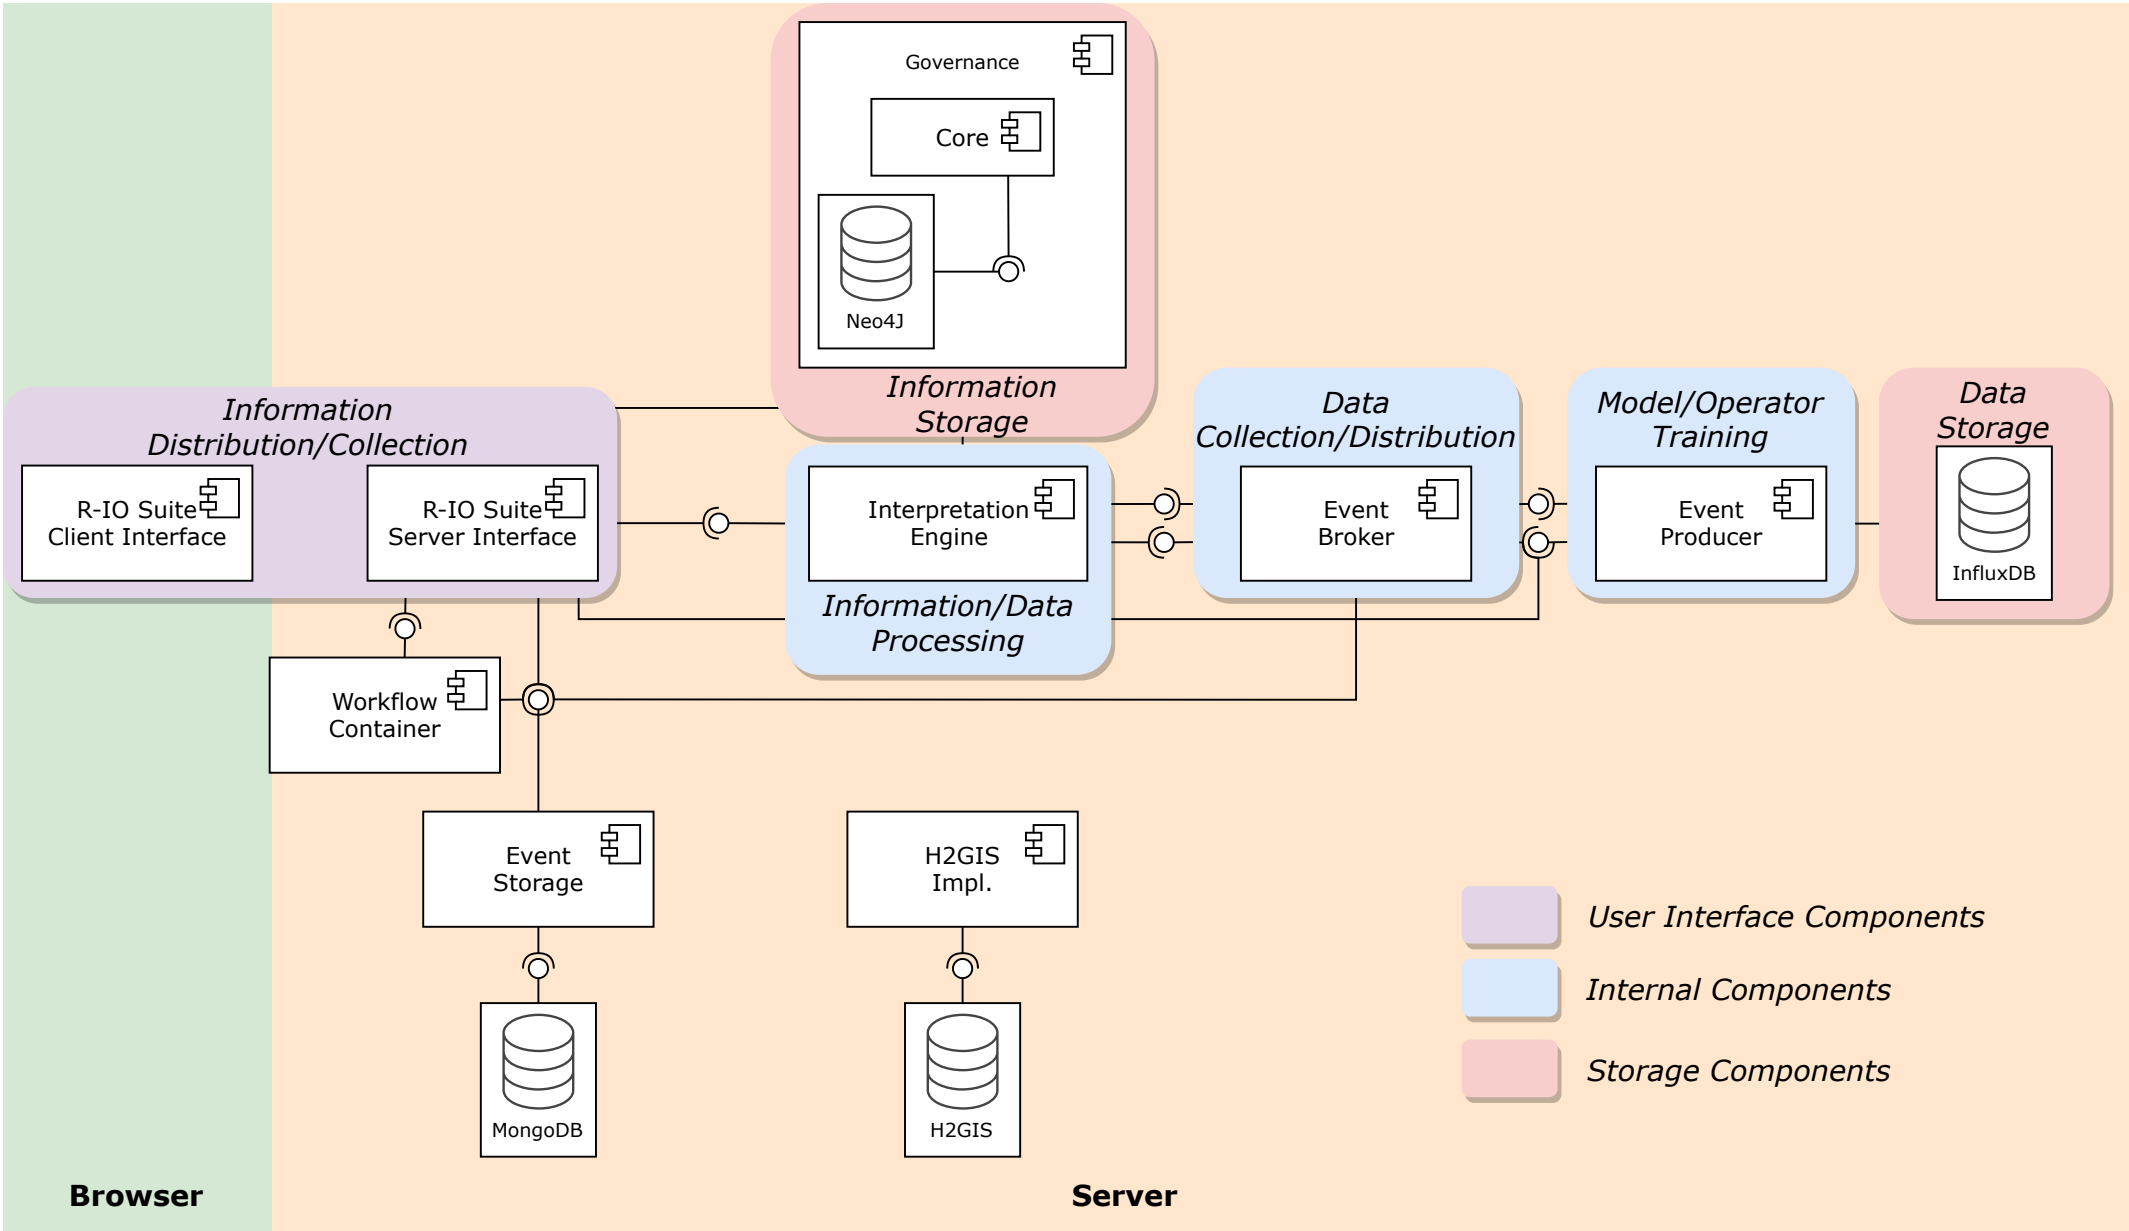 Governance
Core
Neo4J
Information
Storage
Information
Distribution/Collection
R-IO Suite
Client Interface
R-IO Suite
Server Interface
Interpretation
Engine
Information/Data
Processing
Data
Collection/Distribution
Event
Broker
Model/Operator
Training
Event
Producer
Data
Storage
InfluxDB
Workflow
Container
Event
Storage
H2GIS
Impl.
MongoDB
H2GIS
User Interface Components
Internal Components
Storage Components
Browser
Server